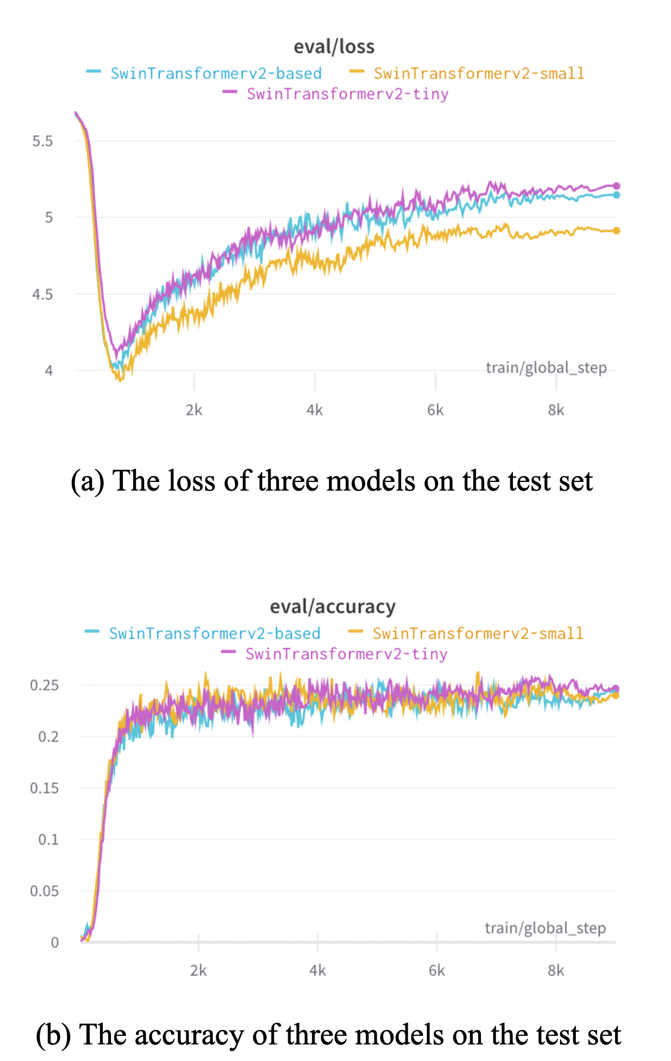 eval/loss
SwinTransformerv2-based SwinTransformerv2-small
SwinTransformerv2-tiny
5.5
5
4.5
4
train/global_step
2k 4k 6k 8k
(a) The loss of three models on the test set
eval/accuracy
SwinTransformerv2-based SwinTransformerv2-small
SwinTransformerv2-tiny
0.25
0.2
0.15
0.1
0.05
train/global_step
0
2k 4k 6k 8k
(b) The accuracy of three models on the test set